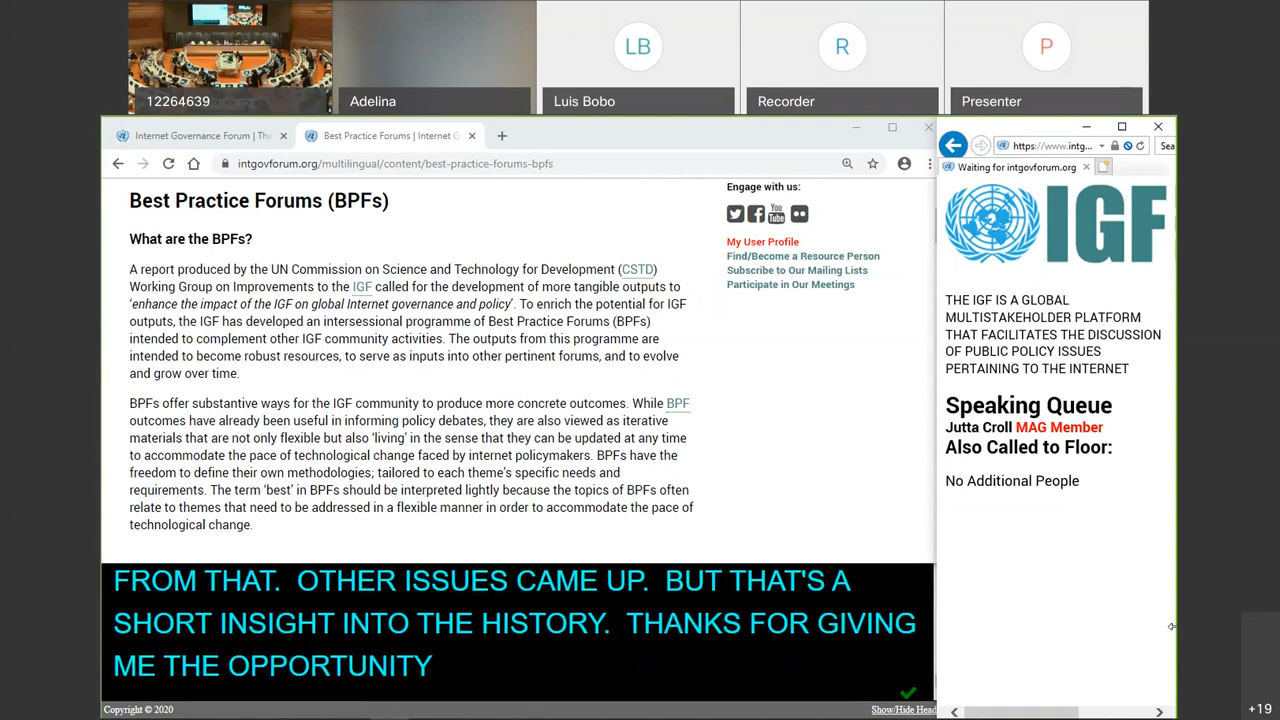 LB
R
P
12264639
Adelina
Luis Bobo
Recorder
Presenter
Internet Governance Forum | The
Best Practice Forums | Internet G
intgovforum.org/multilingual/content/best-practice-forums-bpfs
Best Practice Forums (BPFs)
What are the BPFs?
A report produced by the UN Commission on Science and Technology for Development (CSTD)
Working Group on Improvements to the IGF called for the development of more tangible outputs to
‘enhance the impact of the IGF on global Internet governance and policy’. To enrich the potential for IGF
outputs, the IGF has developed an intersessional programme of Best Practice Forums (BPFs)
intended to complement other IGF community activities. The outputs from this programme are
intended to become robust resources, to serve as inputs into other pertinent forums, and to evolve
and grow over time.
BPFs offer substantive ways for the IGF community to produce more concrete outcomes. While BPF
outcomes have already been useful in informing policy debates, they are also viewed as iterative
materials that are not only flexible but also ‘living’ in the sense that they can be updated at any time
to accommodate the pace of technological change faced by internet policymakers. BPFs have the
freedom to define their own methodologies; tailored to each theme's specific needs and
requirements. The term ‘best’ in BPFs should be interpreted lightly because the topics of BPFs often
relate to themes that need to be addressed in a flexible manner in order to accommodate the pace of
technological change.
Engage with us:
You
Tube
My User Profile
Find/Become a Resource Person
Subscribe to Our Mailing Lists
Participate in Our Meetings
https://www.intg...
Sea
Waiting for intgovforum.org
IGF
THE IGF IS A GLOBAL
MULTISTAKEHOLDER PLATFORM
THAT FACILITATES THE DISCUSSION
OF PUBLIC POLICY ISSUES
PERTAINING TO THE INTERNET
Speaking Queue
Jutta Croll MAG Member
Also Called to Floor:
No Additional People
FROM THAT. OTHER ISSUES CAME UP. BUT THAT'S A
SHORT INSIGHT INTO THE HISTORY. THANKS FOR GIVING
ME THE OPPORTUNITY
Copyright © 2020
Show/Hide Head
+19